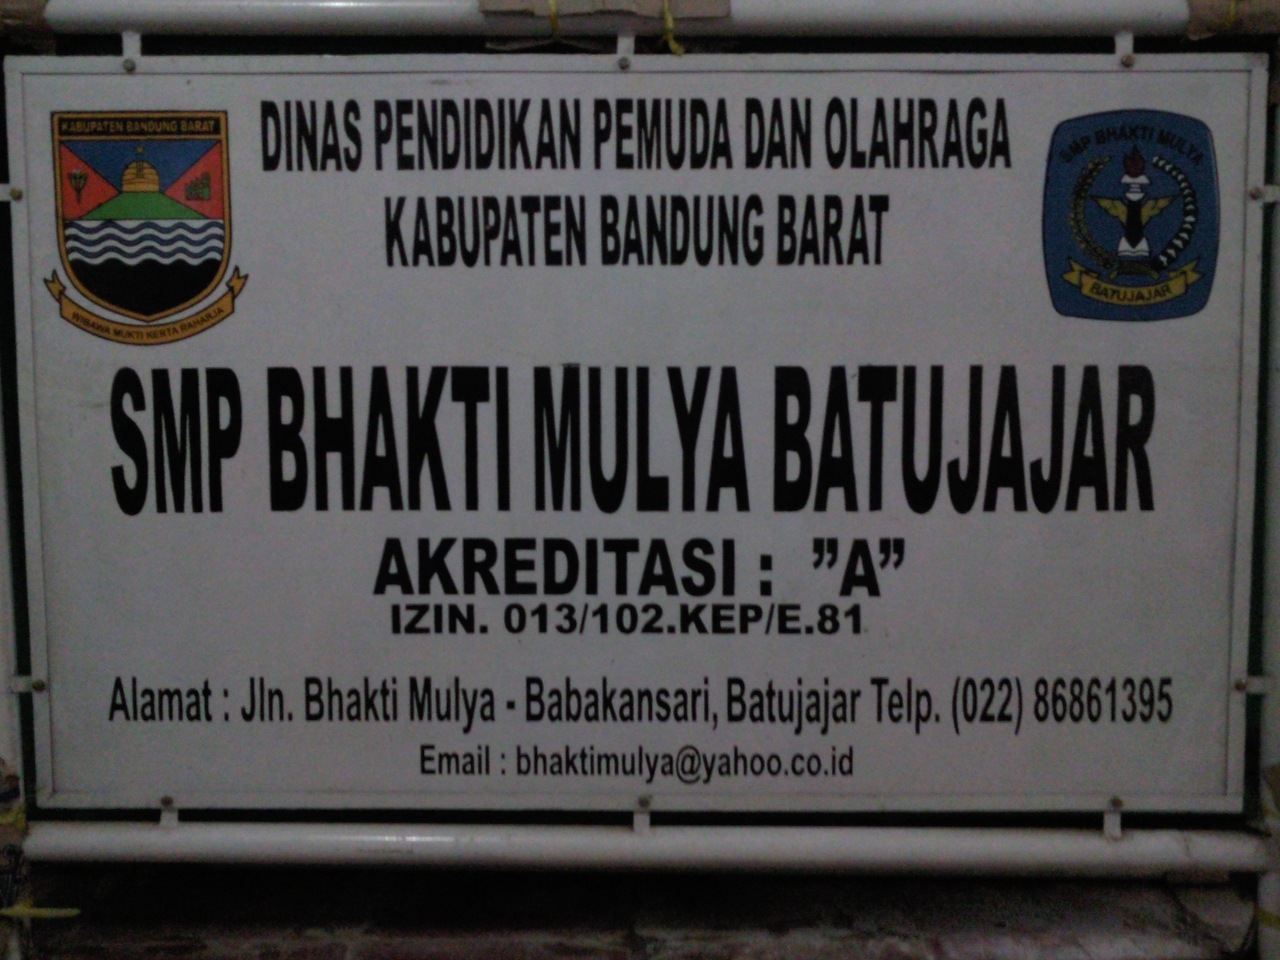 DINAS PENDIDIKAN PEMUDA DAN OLAHRAGA
KABUPATEN BANDUNG BARAT
KABUPATEN BANDUNG BARAT
WIBAWA MUKTI KERTA RAHARJA
SMP BHAKTI MULYA
BATUJAJAR
SMP BHAKTI MULYA BATUJAJAR
AKREDITASI : ”A”
IZIN. 013/102.KEP/E.81
Alamat : Jln. Bhakti Mulya - Babakansari, Batujajar Telp. (022) 86861395
Email : bhaktimulya@yahoo.co.id